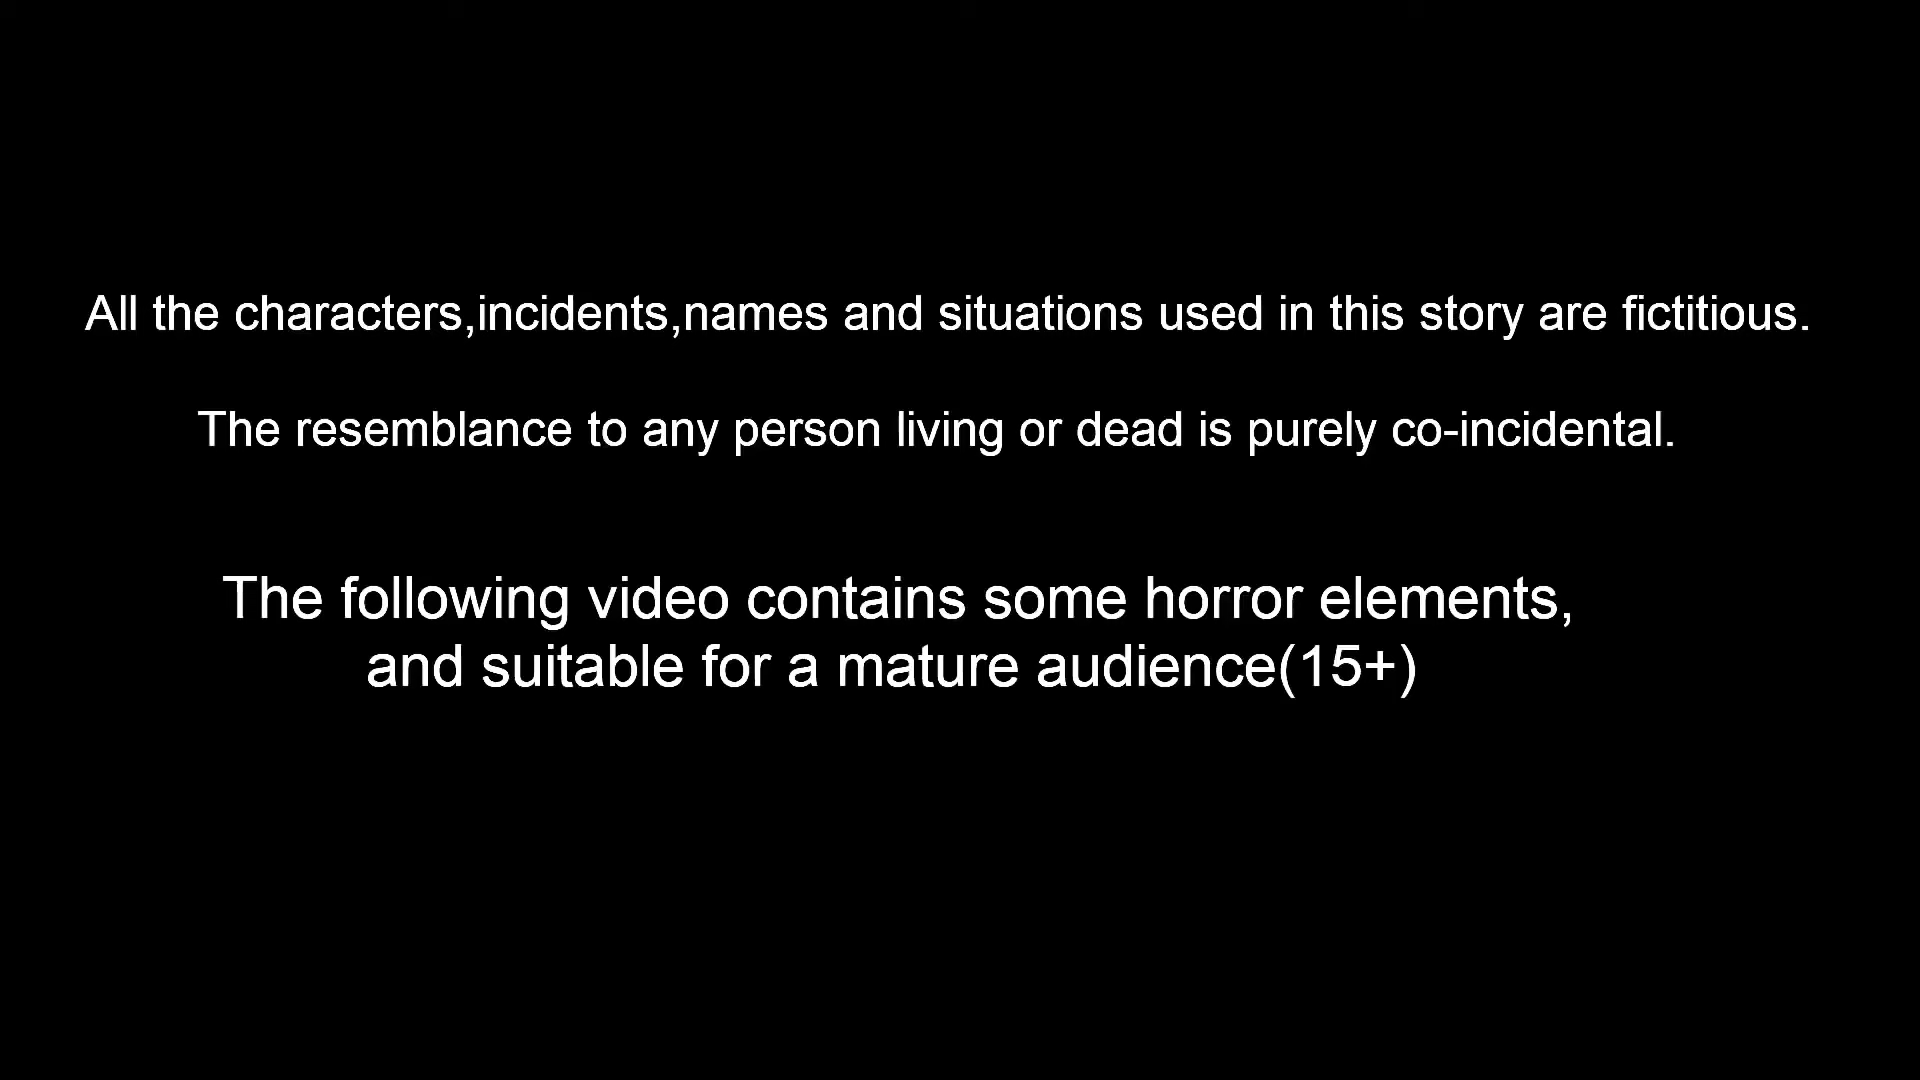 All the characters,incidents,names and situations used in this story are fictitious.
The resemblance to any person living or dead is purely co-incidental.
The following video contains some horror elements,
and suitable for a mature audience(15+)